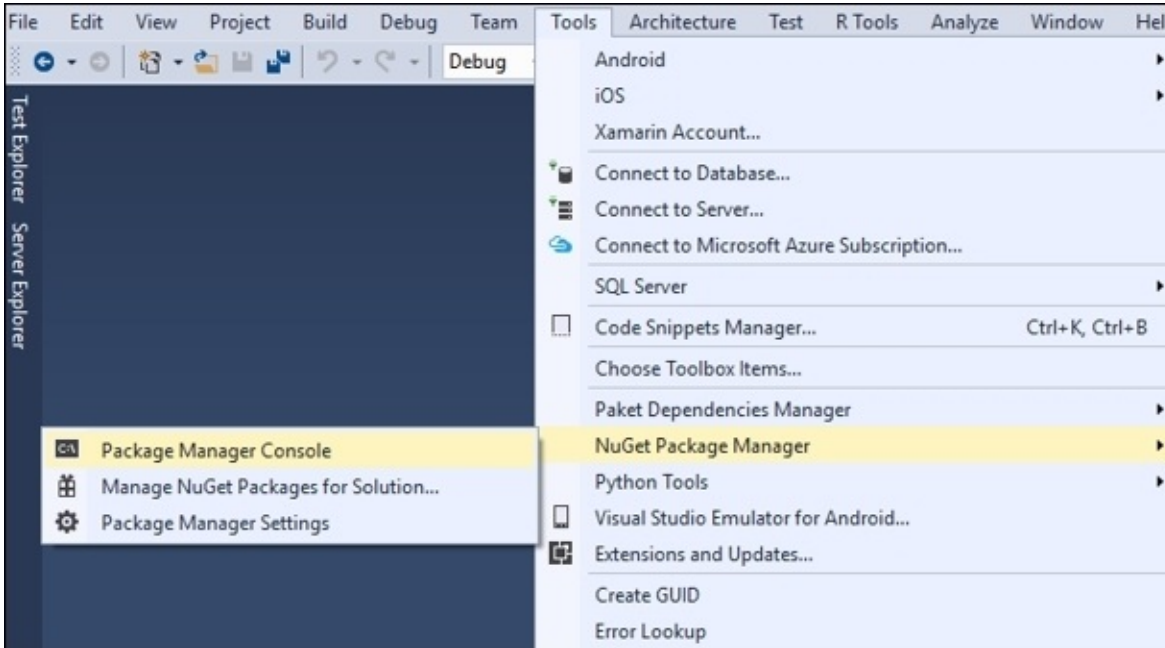 File Edit View Project Build Debug Team Tools Architecture Test R Tools Analyze Window Hel
Debug
Test Explorer
Server Explorer
Android
iOS
Xamarin Account...
Connect to Database...
Connect to Server...
Connect to Microsoft Azure Subscription...
SQL Server
Code Snippets Manager... Ctrl+K, Ctrl+B
Choose Toolbox Items...
Paket Dependencies Manager
NuGet Package Manager
Python Tools
Visual Studio Emulator for Android...
Extensions and Updates...
Create GUID
Error Lookup
C:\
Package Manager Console
Manage NuGet Packages for Solution...
Package Manager Settings